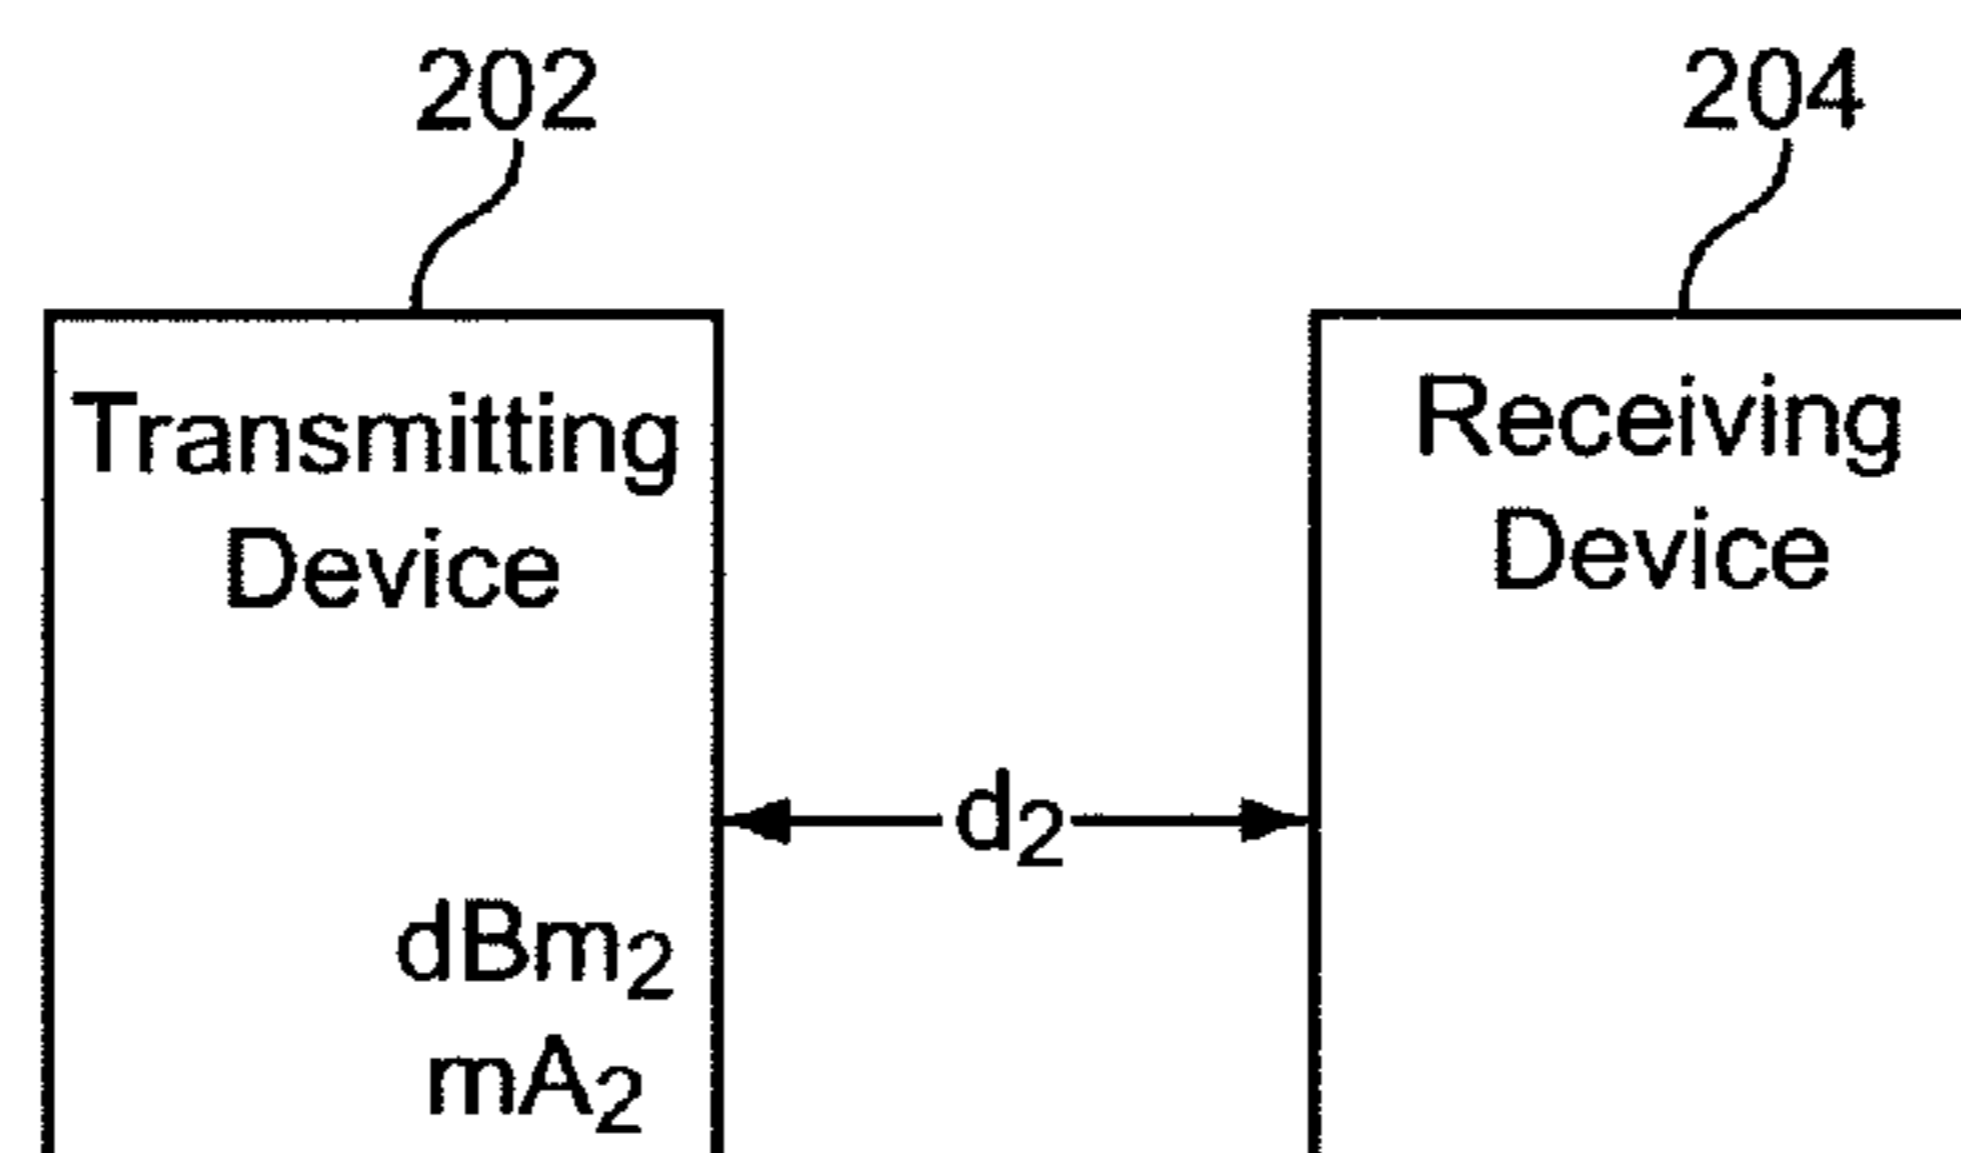 202
204
Transmitting
Device
Receiving
Device
d₂
dBm₂
mA₂